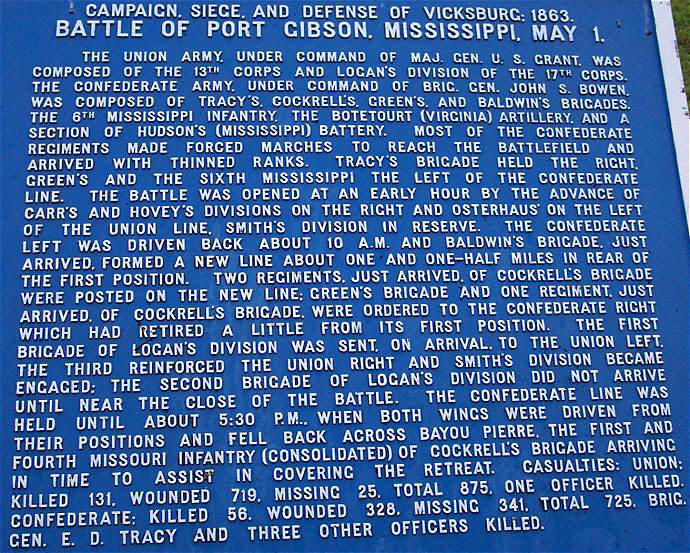 CAMPAIGN, SIEGE, AND DEFENSE OF VICKSBURG; 1863.
BATTLE OF PORT GIBSON, MISSISSIPPI, MAY 1.
THE UNION ARMY, UNDER COMMAND OF MAJ. GEN. U. S. GRANT, WAS
COMPOSED OF THE 13TH CORPS AND LOGAN'S DIVISION OF THE 17TH CORPS.
THE CONFEDERATE ARMY, UNDER COMMAND OF BRIG. GEN. JOHN S. BOWEN,
WAS COMPOSED OF TRACY'S, COCKRELL'S, GREEN'S, AND BALDWIN'S BRIGADES,
THE 6TH MISSISSIPPI INFANTRY, THE BOTETOURT (VIRGINIA) ARTILLERY, AND A
SECTION OF HUDSON'S (MISSISSIPPI) BATTERY. MOST OF THE CONFEDERATE
REGIMENTS MADE FORCED MARCHES TO REACH THE BATTLEFIELD AND
ARRIVED WITH THINNED RANKS. TRACY'S BRIGADE HELD THE RIGHT,
GREEN'S AND THE SIXTH MISSISSIPPI THE LEFT OF THE CONFEDERATE
LINE. THE BATTLE WAS OPENED AT AN EARLY HOUR BY THE ADVANCE OF
CARR'S AND HOVEY'S DIVISIONS ON THE RIGHT AND OSTERHAUS' ON THE LEFT
OF THE UNION LINE, SMITH'S DIVISION IN RESERVE. THE CONFEDERATE
LEFT WAS DRIVEN BACK ABOUT 10 A.M. AND BALDWIN'S BRIGADE, JUST
ARRIVED, FORMED A NEW LINE ABOUT ONE AND ONE-HALF MILES IN REAR OF
THE FIRST POSITION. TWO REGIMENTS, JUST ARRIVED, OF COCKRELL'S BRIGADE
WERE POSTED ON THE NEW LINE; GREEN'S BRIGADE AND ONE REGIMENT, JUST
ARRIVED, OF COCKRELL'S BRIGADE, WERE ORDERED TO THE CONFEDERATE RIGHT
WHICH HAD RETIRED A LITTLE FROM ITS FIRST POSITION. THE FIRST
BRIGADE OF LOGAN'S DIVISION WAS SENT, ON ARRIVAL, TO THE UNION LEFT,
THE THIRD REINFORCED THE UNION RIGHT AND SMITH'S DIVISION BECAME
ENGAGED; THE SECOND BRIGADE OF LOGAN'S DIVISION DID NOT ARRIVE
UNTIL NEAR THE CLOSE OF THE BATTLE. THE CONFEDERATE LINE WAS
HELD UNTIL ABOUT 5:30 P.M., WHEN BOTH WINGS WERE DRIVEN FROM
THEIR POSITIONS AND FELL BACK ACROSS BAYOU PIERRE, THE FIRST AND
FOURTH MISSOURI INFANTRY (CONSOLIDATED) OF COCKRELL'S BRIGADE ARRIVING
IN TIME TO ASSIST IN COVERING THE RETREAT. CASUALTIES: UNION;
KILLED 131, WOUNDED 719, MISSING 25, TOTAL 875, ONE OFFICER KILLED.
CONFEDERATE; KILLED 56, WOUNDED 328, MISSING 341, TOTAL 725, BRIG.
GEN. E. D. TRACY AND THREE OTHER OFFICERS KILLED.